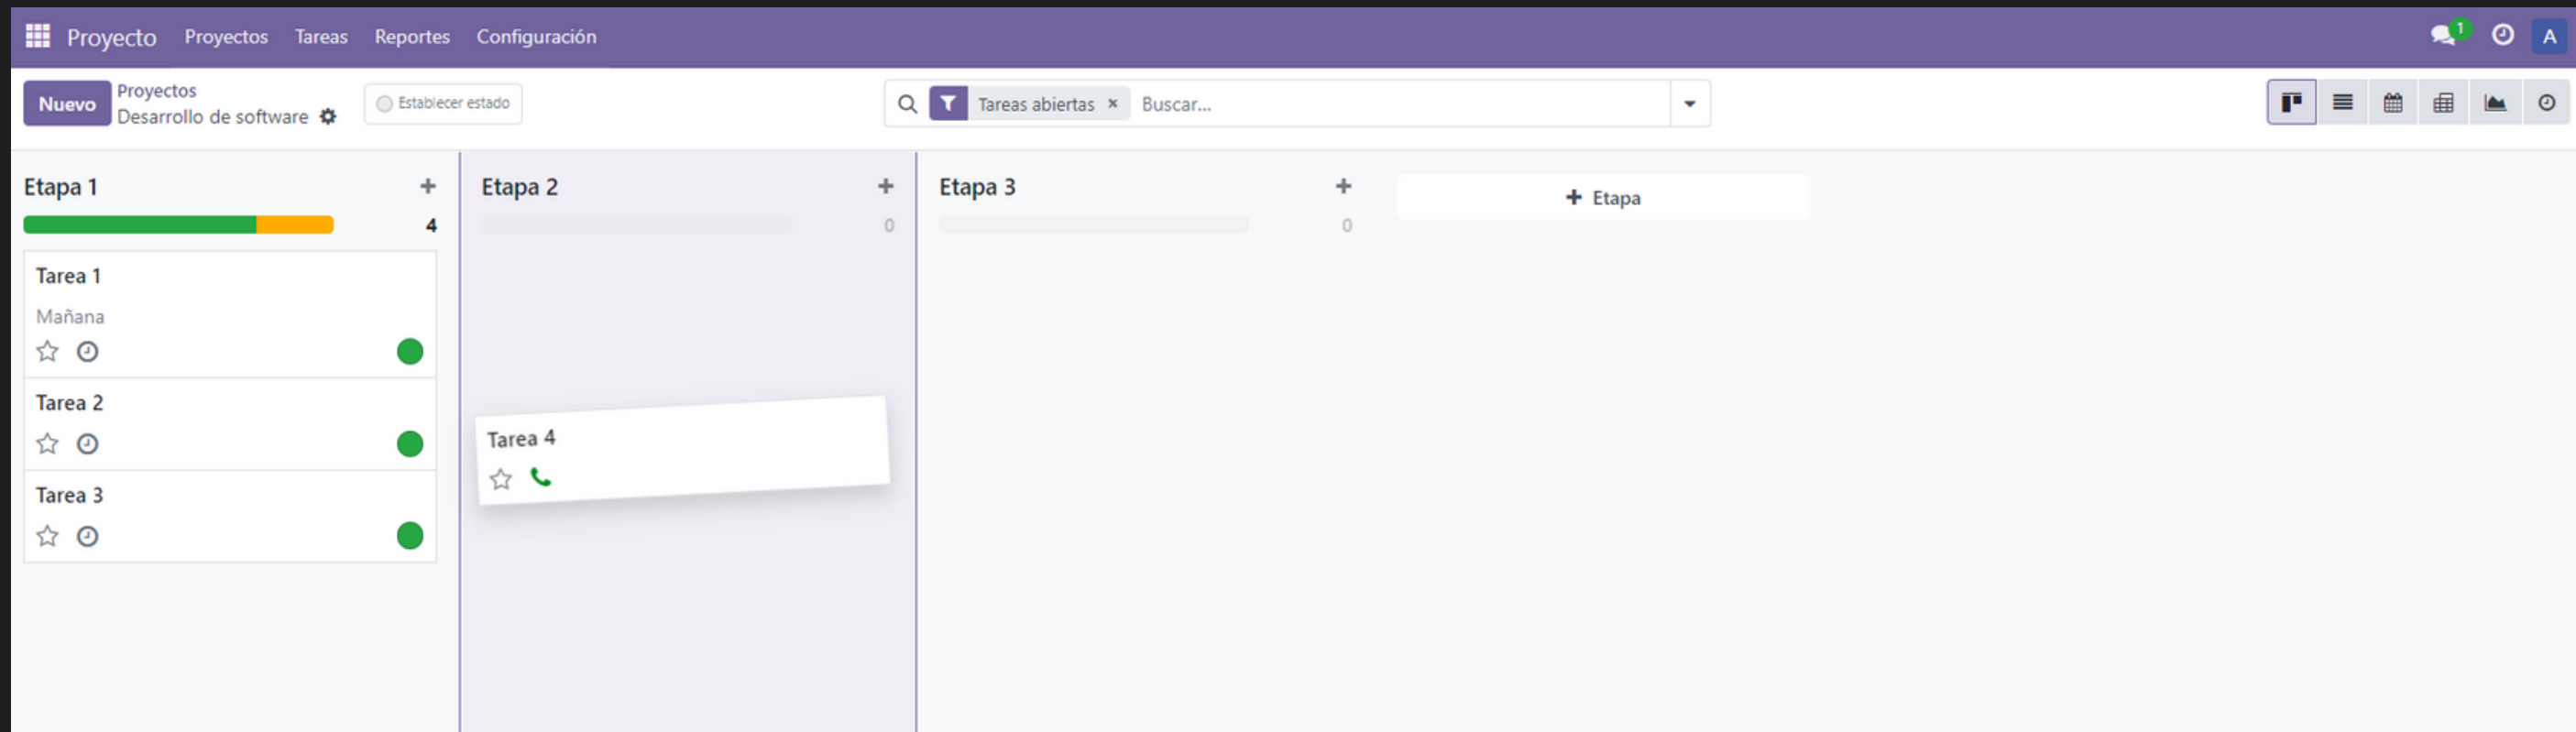 Proyecto Proyectos Tareas Reportes Configuración 1 A
Nuevo Proyectos
Desarrollo de software
Establecer estado
Tareas abiertas × Buscar...
Etapa 1 +
4
Tarea 1
Mañana
Tarea 2
Tarea 3
Etapa 2 +
0
Tarea 4
Etapa 3 +
0
+ Etapa